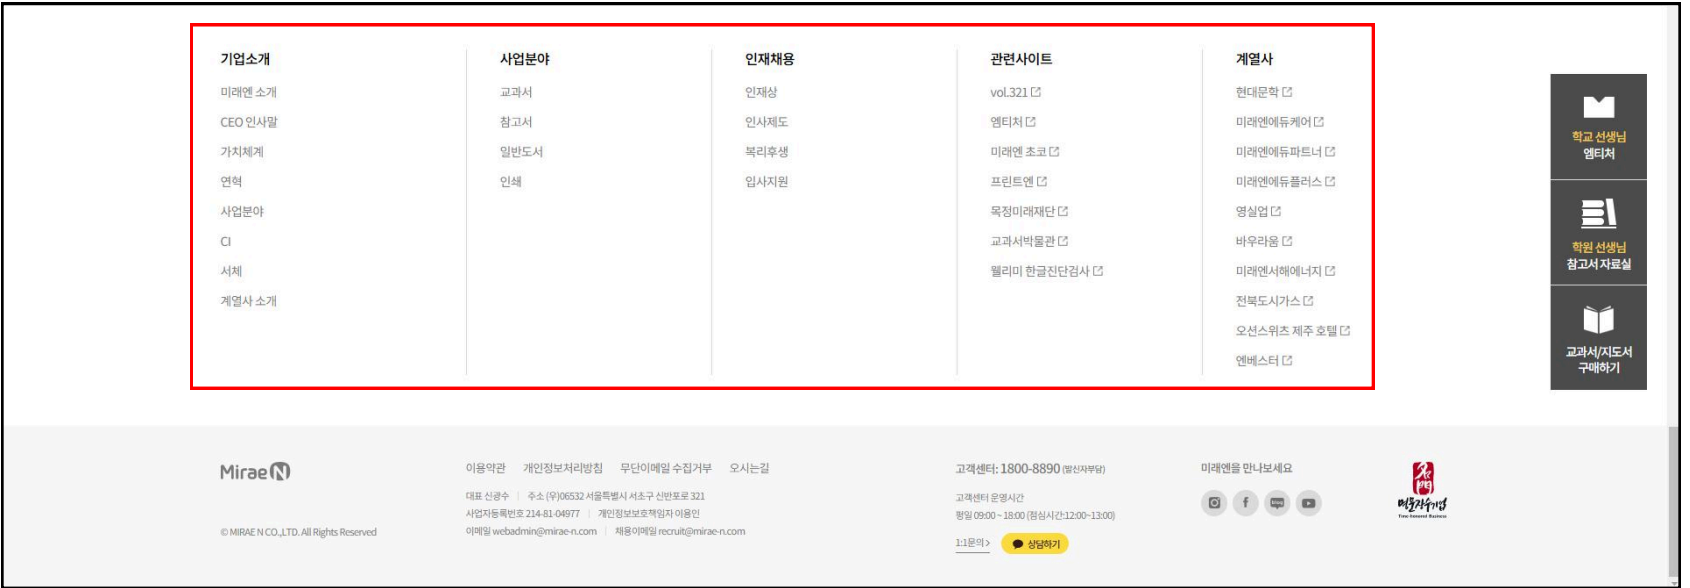 기업소개
미래엔 소개
CEO 인사말
가치체계
연혁
사업분야
CI
서체
계열사 소개
사업분야
교과서
참고서
일반도서
인쇄
인재채용
인재상
인사제도
복리후생
입사지원
관련사이트
vol.321
엠티처
미래엔 초코
프린트엔
목정미래재단
교과서박물관
웰리미 한글진단검사
계열사
현대문학
미래엔에듀케어
미래엔에듀파트너
미래엔에듀플러스
영실업
바우라움
미래엔서해에너지
전북도시가스
오션스위츠 제주 호텔
엔베스터
학교 선생님
엠티처
학원 선생님
참고서 자료실
교과서/지도서
구매하기
Mirae N
© MIRAE N CO.,LTD. All Rights Reserved
이용약관 개인정보처리방침 무단이메일 수집거부 오시는길
대표 신광수 | 주소 (우)06532 서울특별시 서초구 신반포로 321
사업자등록번호 214-81-04977 | 개인정보보호책임자 이용인
이메일 webadmin@mirae-n.com | 채용이메일 recruit@mirae-n.com
고객센터: 1800-8890 (발신자부담)
고객센터 운영시간
평일 09:00 ~ 18:00 (점심시간:12:00~13:00)
1:1문의 >
상담하기
미래엔을 만나보세요
blog
名門
명문장수기업
Time-honored Business